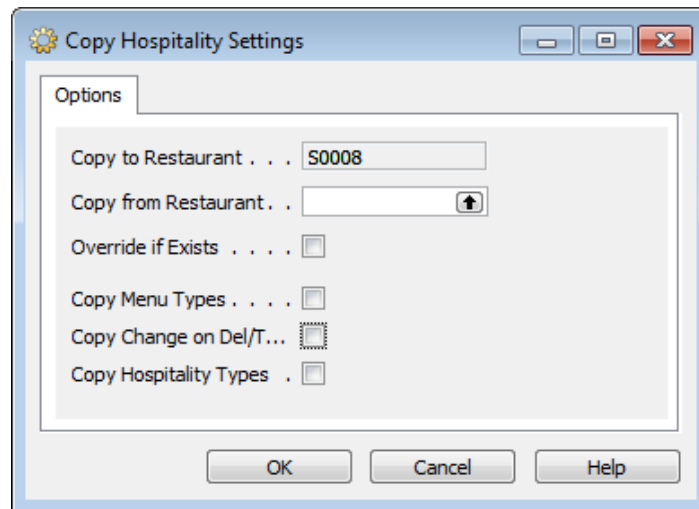 Copy Hospitality Settings
Options
Copy to Restaurant . . . S0008
Copy from Restaurant . .
Override if Exists . . . .
Copy Menu Types . . . .
Copy Change on Del/T...
Copy Hospitality Types .
OK Cancel Help